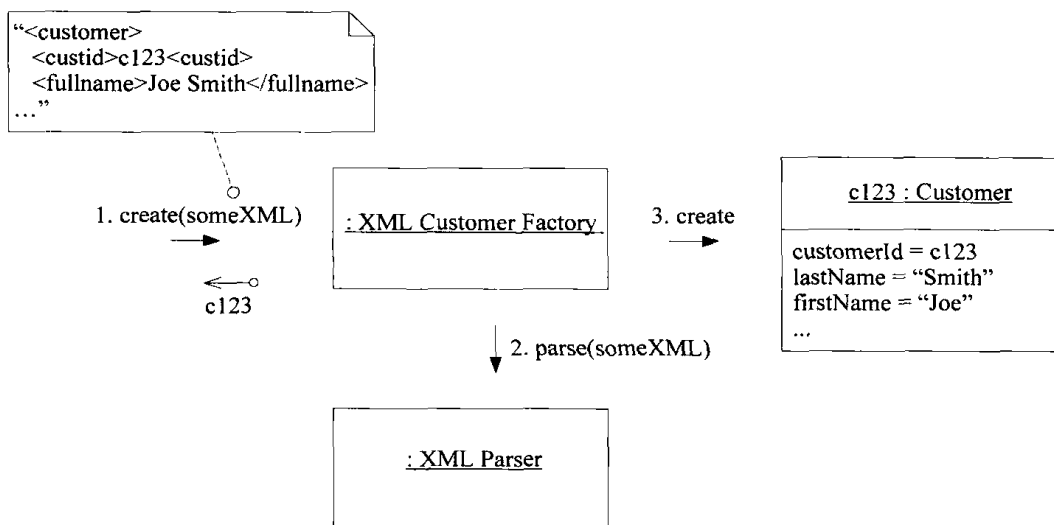 “<customer>
<custid>c123<custid>
<fullname>Joe Smith</fullname>
…”
1. create(someXML)
c123
: XML Customer Factory
3. create
c123 : Customer
customerId = c123
lastName = “Smith”
firstName = “Joe”
...
2. parse(someXML)
: XML Parser